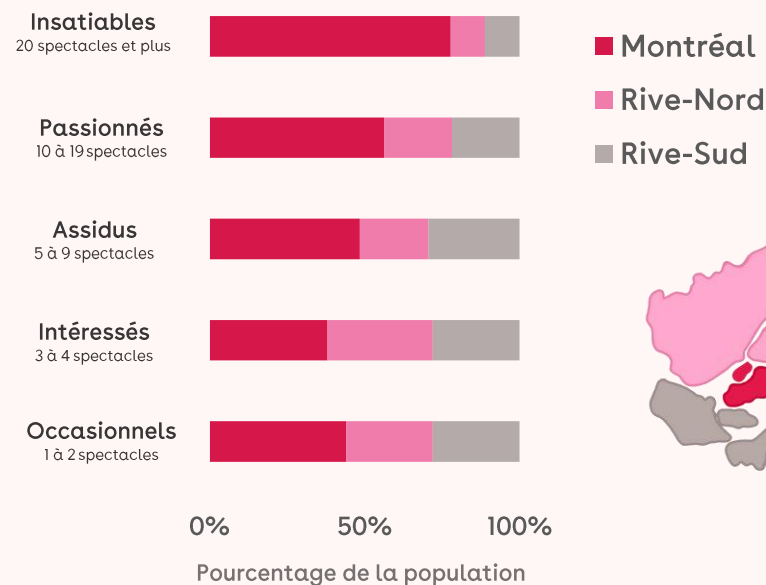 Insatiables
20 spectacles et plus
Passionnés
10 à 19 spectacles
Assidus
5 à 9 spectacles
Intéressés
3 à 4 spectacles
Occasionnels
1 à 2 spectacles
0% 50% 100%
Pourcentage de la population
Montréal
Rive-Nord
Rive-Sud